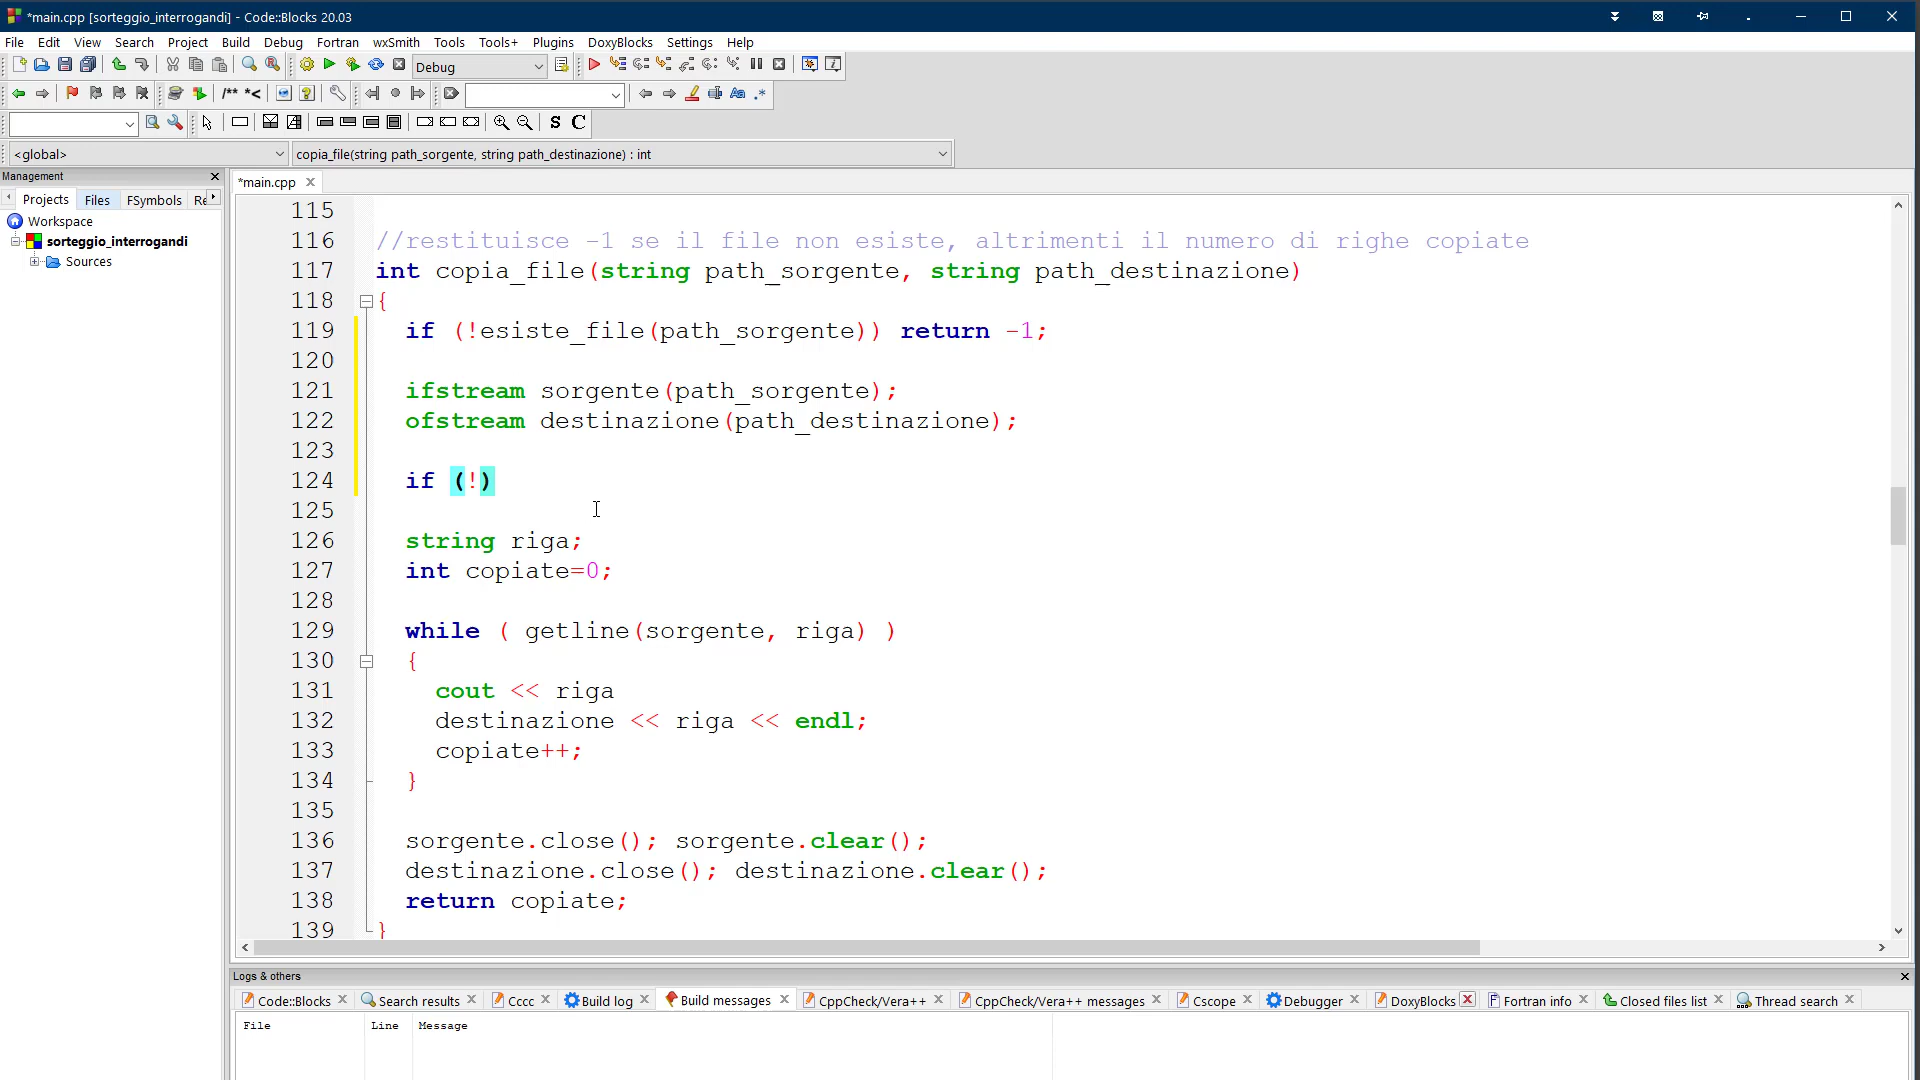 *main.cpp [sorteggio_interrogandi] - Code::Blocks 20.03
File Edit View Search Project Build Debug Fortran wxSmith Tools Tools+ Plugins DoxyBlocks Settings Help
Debug
/** *<
Aa .*
S C
<global> copia_file(string path_sorgente, string path_destinazione) : int
Management
*main.cpp
Projects Files FSymbols Re
Workspace
sorteggio_interrogandi
Sources
115
116 //restituisce -1 se il file non esiste, altrimenti il numero di righe copiate
117 int copia_file(string path_sorgente, string path_destinazione)
118 {
119 if (!esiste_file(path_sorgente)) return -1;
120
121 ifstream sorgente(path_sorgente);
122 ofstream destinazione(path_destinazione);
123
124 if (!)
125
126 string riga;
127 int copiate=0;
128
129 while ( getline(sorgente, riga) )
130 {
131 cout << riga
132 destinazione << riga << endl;
133 copiate++;
134 }
135
136 sorgente.close(); sorgente.clear();
137 destinazione.close(); destinazione.clear();
138 return copiate;
139 }
Logs & others
Code::Blocks Search results Cccc Build log Build messages CppCheck/Vera++ CppCheck/Vera++ messages Cscope Debugger DoxyBlocks Fortran info Closed files list Thread search
File Line Message